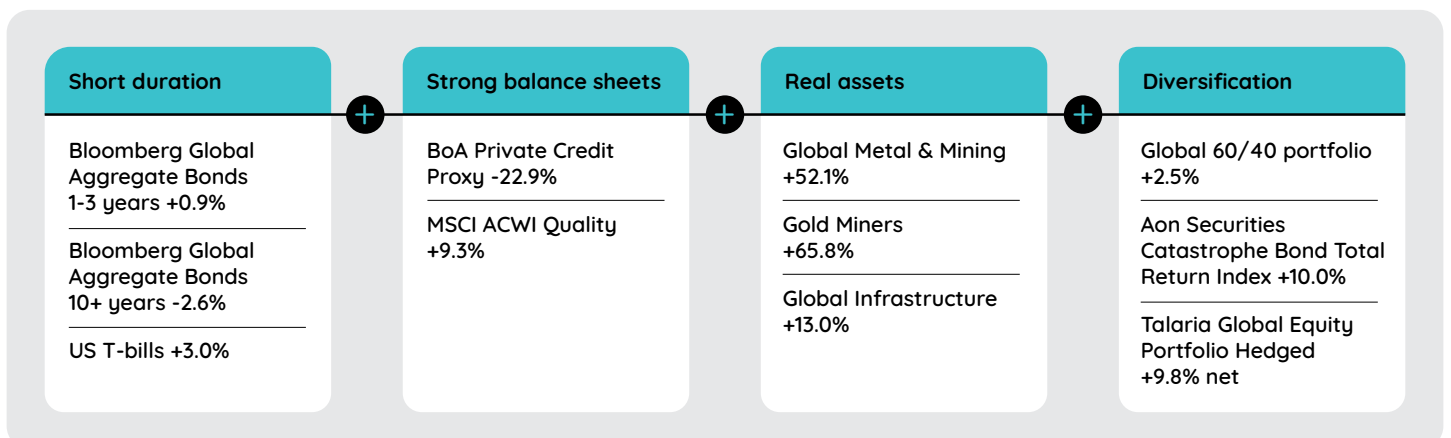 Short duration
Bloomberg Global
Aggregate Bonds
1-3 years +0.9%
Bloomberg Global
Aggregate Bonds
10+ years -2.6%
US T-bills +3.0%
+
Strong balance sheets
BoA Private Credit
Proxy -22.9%
MSCI ACWI Quality
+9.3%
+
Real assets
Global Metal & Mining
+52.1%
Gold Miners
+65.8%
Global Infrastructure
+13.0%
+
Diversification
Global 60/40 portfolio
+2.5%
Aon Securities
Catastrophe Bond Total
Return Index +10.0%
Talaria Global Equity
Portfolio Hedged
+9.8% net